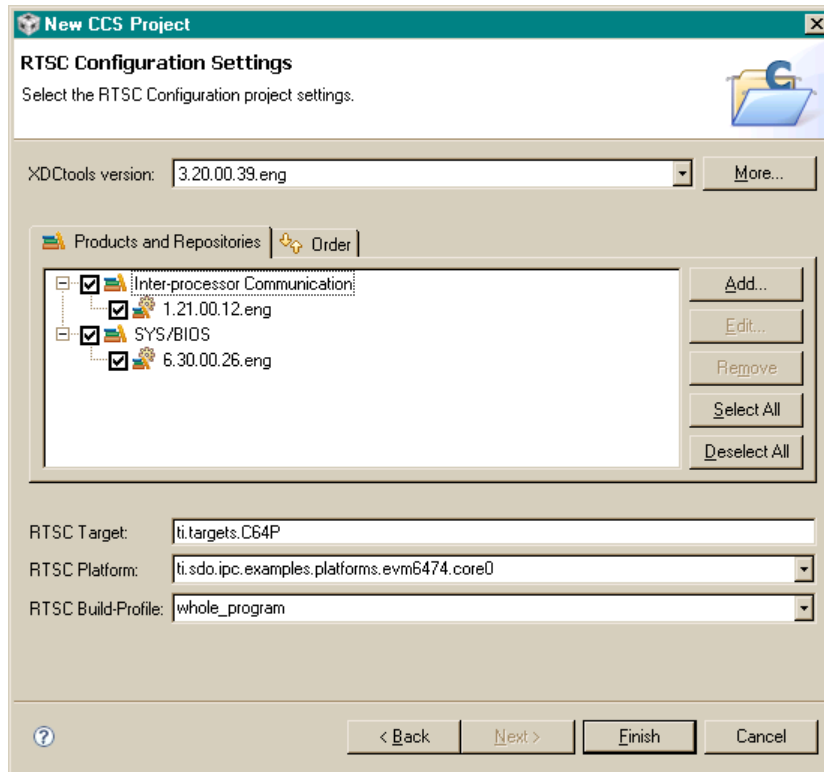 New CCS Project
RTSC Configuration Settings
Select the RTSC Configuration project settings.
XDCtools version: 3.20.00.39.eng More...
Products and Repositories Order
Inter-processor Communication
1.21.00.12.eng
SYS/BIOS
6.30.00.26.eng
Add...
Edit...
Remove
Select All
Deselect All
RTSC Target: ti.targets.C64P
RTSC Platform: ti.sdo.ipc.examples.platforms.evm6474.core0
RTSC Build-Profile: whole_program
? < Back Next > Finish Cancel